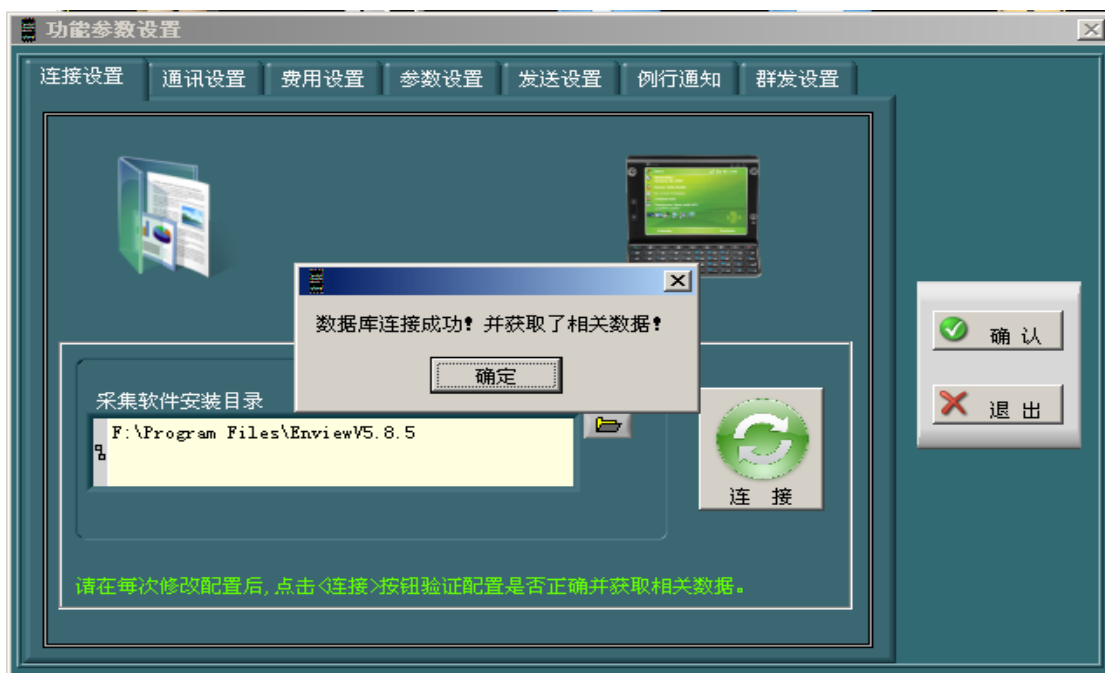 功能参数设置
连接设置 通讯设置 费用设置 参数设置 发送设置 例行通知 群发设置
数据库连接成功！并获取了相关数据！
确定
确 认
退 出
采集软件安装目录
F:\Program Files\EnviewV5.8.5
连 接
请在每次修改配置后,点击<连接>按钮验证配置是否正确并获取相关数据。